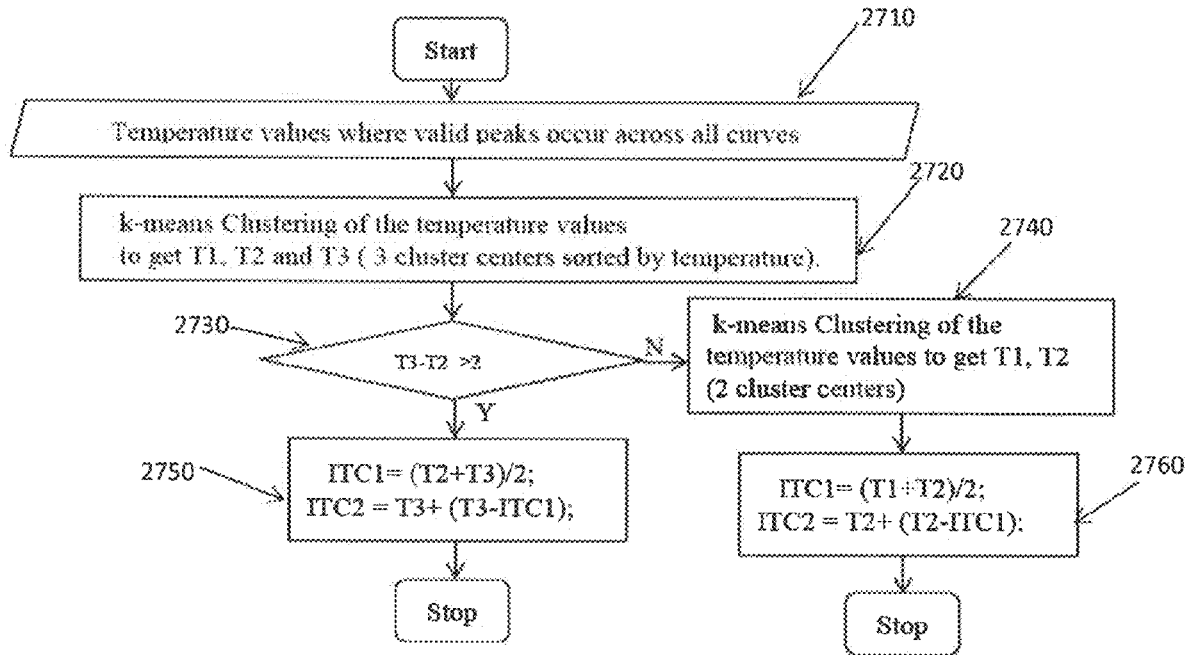 2710
Start
Temperature values where valid peaks occur across all curves
2720
k-means Clustering of the temperature values
to get T1, T2 and T3 ( 3 cluster centers sorted by temperature).
2740
2730
T3-T2 >2
N
Y
k-means Clustering of the
temperature values to get T1, T2
(2 cluster centers)
2750
ITC1= (T2+T3)/2;
ITC2 = T3+ (T3-ITC1);
2760
ITC1= (T1+T2)/2;
ITC2 = T2+ (T2-ITC1);
Stop
Stop